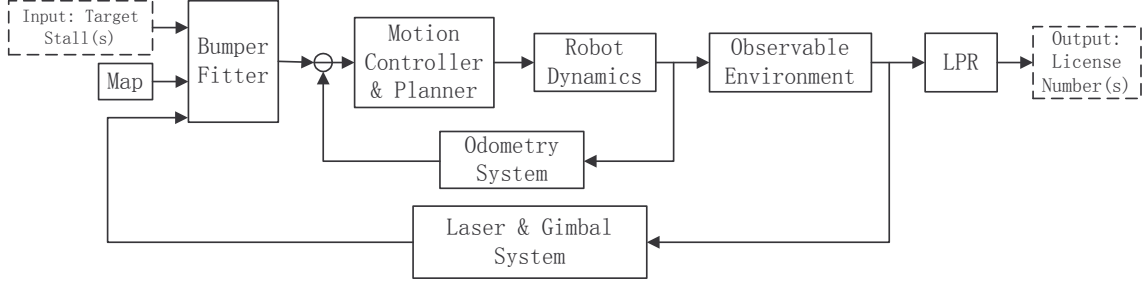 Input: Target
Stall(s)
Map
Bumper
Fitter
Motion
Controller
& Planner
Robot
Dynamics
Observable
Environment
LPR
Output:
License
Number(s)
Odometry
System
Laser & Gimbal
System